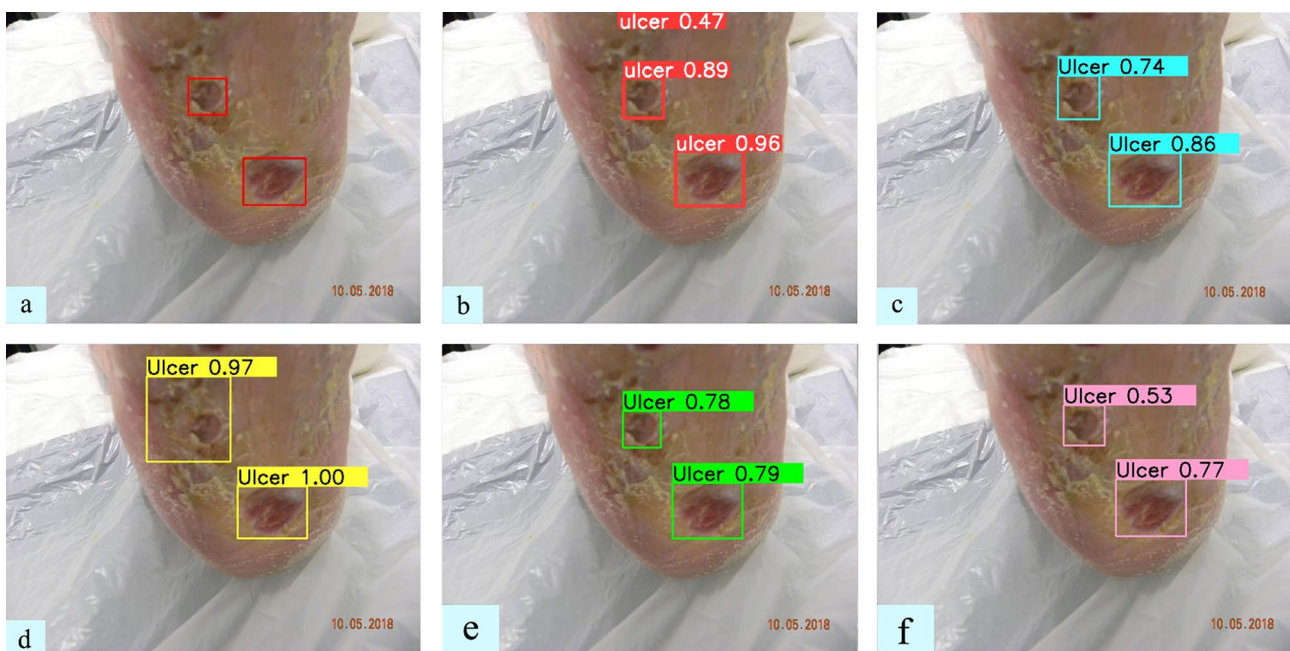 a
10.05.2018
ulcer 0.47
ulcer 0.89
ulcer 0.96
b
10.05.2018
Ulcer 0.74
Ulcer 0.86
c
10.05.2018
Ulcer 0.97
Ulcer 1.00
d
10.05.2018
Ulcer 0.78
Ulcer 0.79
e
10.05.2018
Ulcer 0.53
Ulcer 0.77
f
10.05.2018